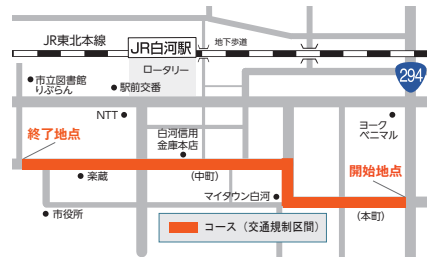 JR東北本線
JR白河駅
地下歩道
ロータリー
294
市立図書館
りぶらん
駅前交番
NTT
白河信用
金庫本店
ヨーク
ベニマル
終了地点
開始地点
楽蔵
(中町)
マイタウン白河
市役所
(本町)
コース（交通規制区間）